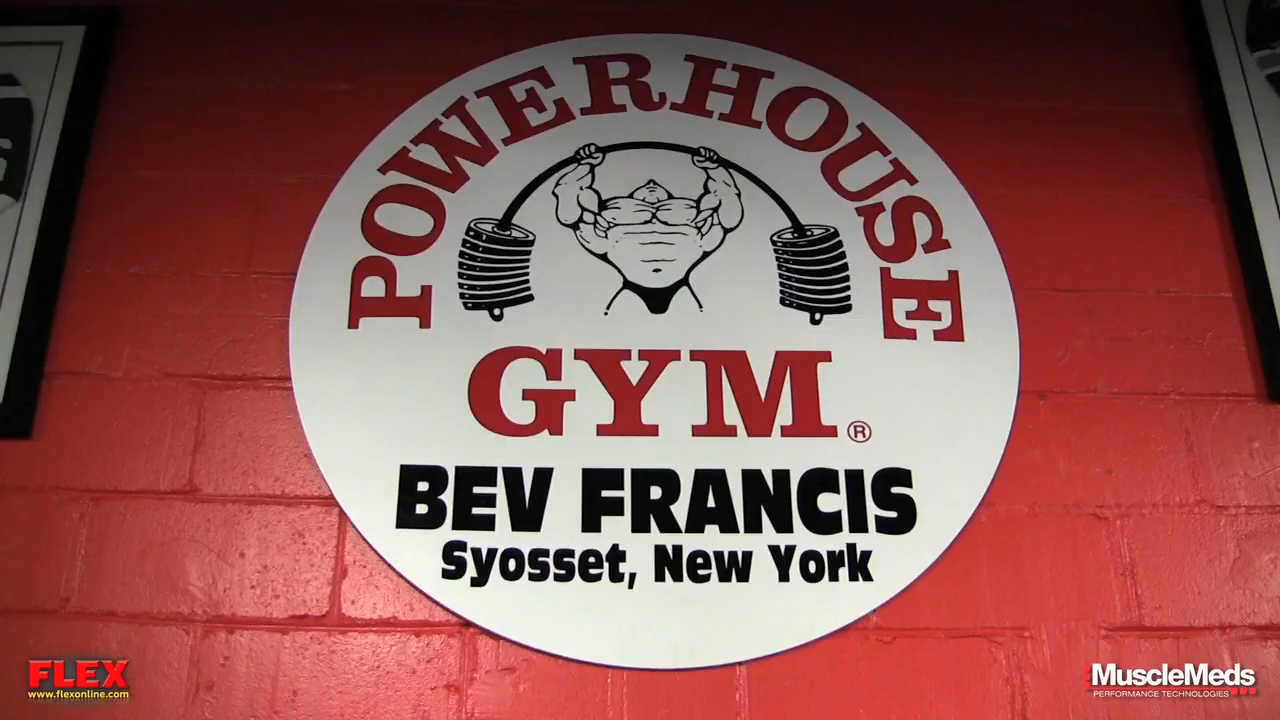 POWERHOUSE
GYM®
BEV FRANCIS
Syosset, New York
FLEX
www.flexonline.com
MuscleMeds
PERFORMANCE TECHNOLOGIES